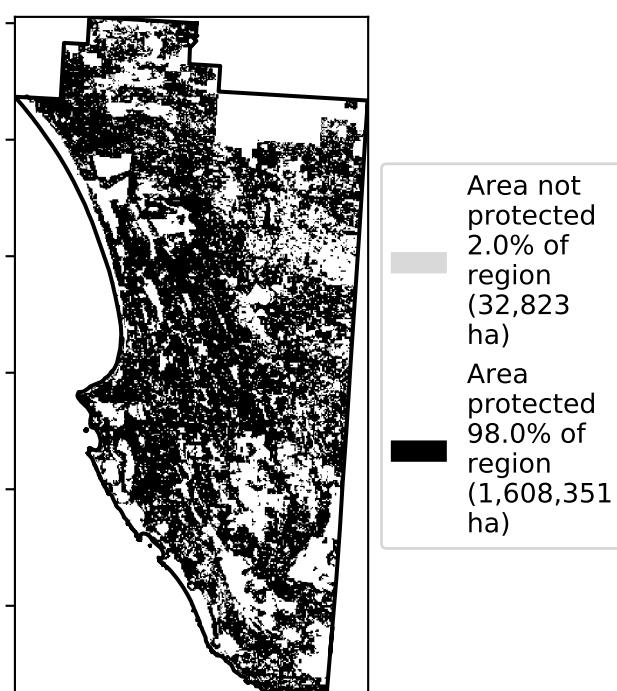 Area not
protected
2.0% of
region
(32,823
ha)
Area
protected
98.0% of
region
(1,608,351
ha)